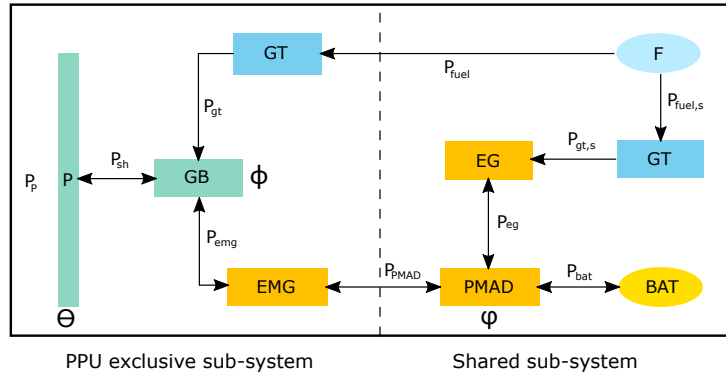 GT
F
P_fuel
P_gt
P_fuel,s
P_gt,s
EG
GT
P_sh
P_P
P
GB
Φ
P_eg
P_emg
P_PMAD
P_bat
EMG
PMAD
BAT
Θ
φ
PPU exclusive sub-system
Shared sub-system